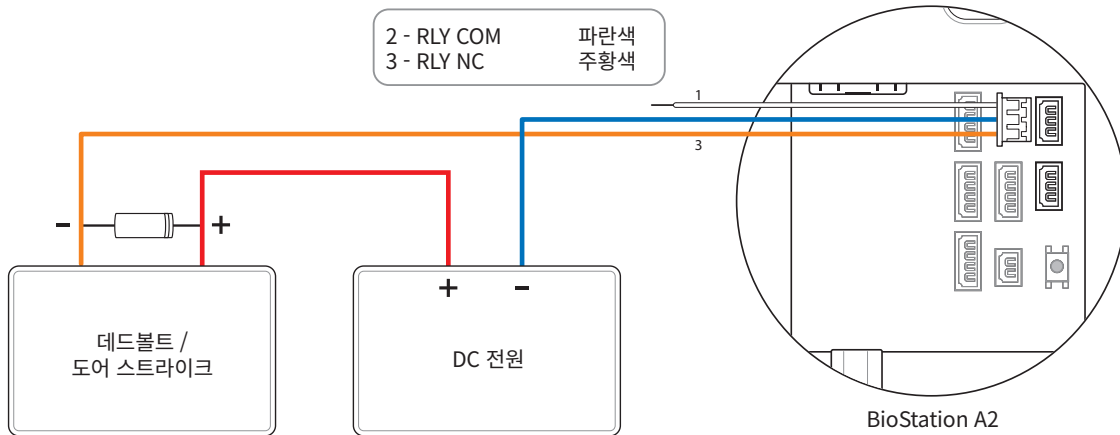 2 - RLY COM 파란색
3 - RLY NC 주황색
1
3
- +
+ -
데드볼트 /
도어 스트라이크
DC 전원
BioStation A2